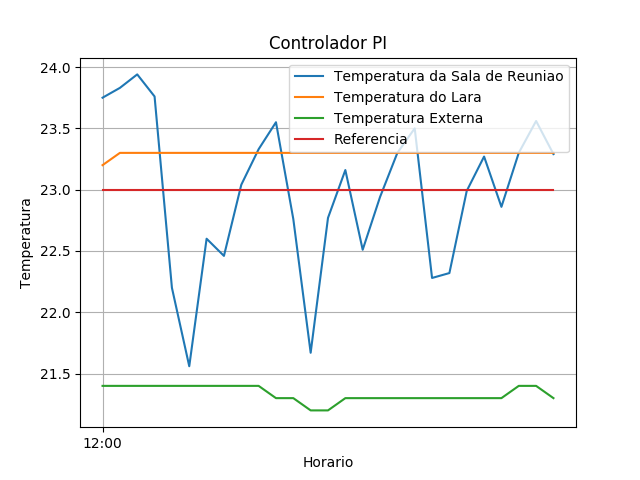 Controlador PI
Temperatura da Sala de Reuniao
Temperatura do Lara
Temperatura Externa
Referencia
24.0
23.5
23.0
22.5
22.0
21.5
Temperatura
12:00
Horario